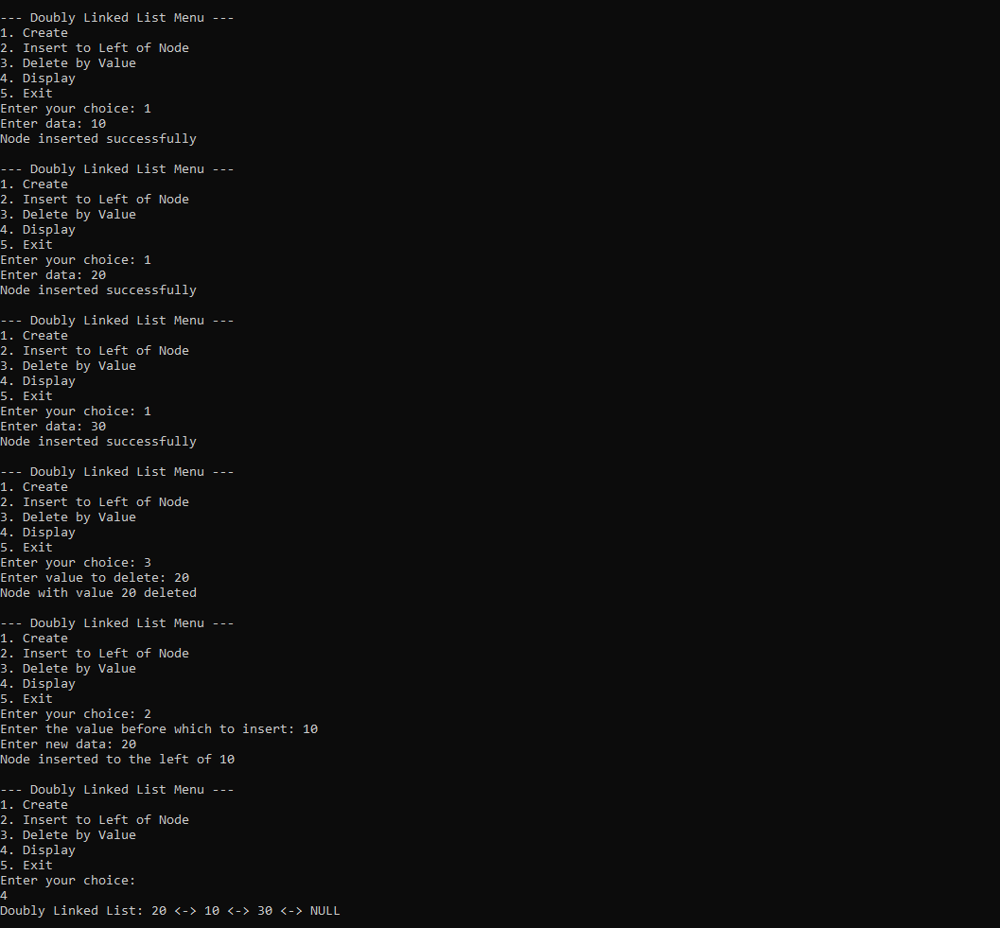 --- Doubly Linked List Menu ---
1. Create
2. Insert to Left of Node
3. Delete by Value
4. Display
5. Exit
Enter your choice: 1
Enter data: 10
Node inserted successfully

--- Doubly Linked List Menu ---
1. Create
2. Insert to Left of Node
3. Delete by Value
4. Display
5. Exit
Enter your choice: 1
Enter data: 20
Node inserted successfully

--- Doubly Linked List Menu ---
1. Create
2. Insert to Left of Node
3. Delete by Value
4. Display
5. Exit
Enter your choice: 1
Enter data: 30
Node inserted successfully

--- Doubly Linked List Menu ---
1. Create
2. Insert to Left of Node
3. Delete by Value
4. Display
5. Exit
Enter your choice: 3
Enter value to delete: 20
Node with value 20 deleted

--- Doubly Linked List Menu ---
1. Create
2. Insert to Left of Node
3. Delete by Value
4. Display
5. Exit
Enter your choice: 2
Enter the value before which to insert: 10
Enter new data: 20
Node inserted to the left of 10

--- Doubly Linked List Menu ---
1. Create
2. Insert to Left of Node
3. Delete by Value
4. Display
5. Exit
Enter your choice:
4
Doubly Linked List: 20 <-> 10 <-> 30 <-> NULL